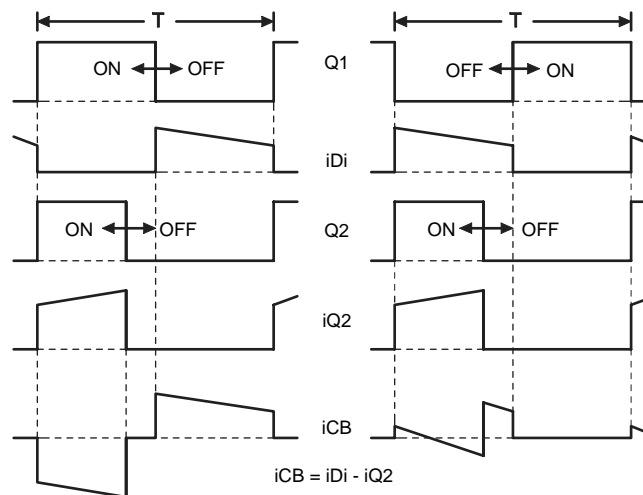 T T
ON OFF Q1 OFF ON
iDi
ON OFF Q2 ON OFF
iQ2
iCB
iCB = iDi - iQ2